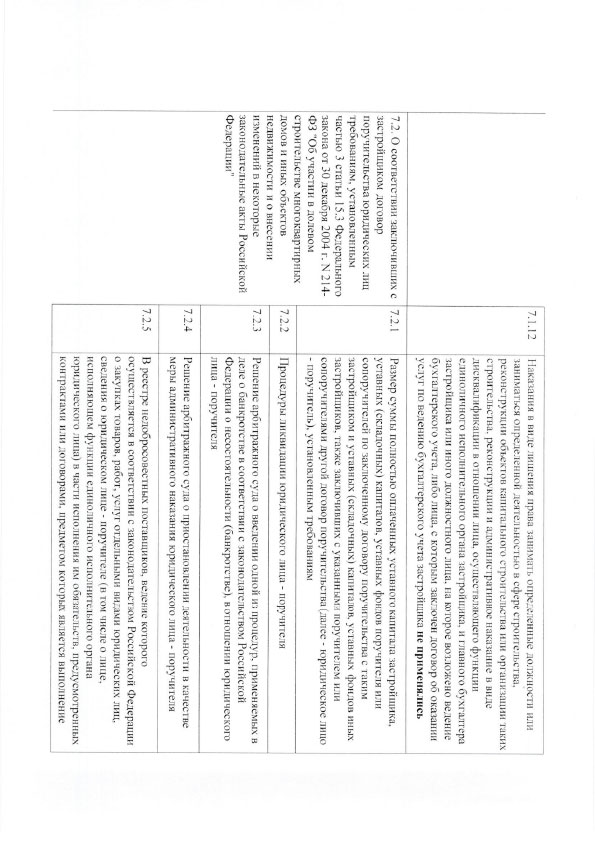 7.1.12
Наказания в виде лишения права занимать определенные должности или
заниматься определенной деятельностью в сфере строительства,
реконструкции объектов капитального строительства или организации таких
строительства, реконструкции и административное наказание в виде
дисквалификации в отношении лица, осуществляющего функции
единоличного исполнительного органа застройщика, и главного бухгалтера
застройщика или иного должностного лица, на которое возложено ведение
бухгалтерского учета, либо лица, с которым заключен договор об оказании
услуг по ведению бухгалтерского учета застройщика не применялись
7.2. О соответствии заключивших с
застройщиком договор
поручительства юридических лиц
требованиям, установленным
частью 3 статьи 15.3 Федерального
закона от 30 декабря 2004 г. N 214-
ФЗ "Об участии в долевом
строительстве многоквартирных
домов и иных объектов
недвижимости и о внесении
изменений в некоторые
законодательные акты Российской
Федерации"
7.2.1
Размер суммы полностью оплаченных уставного капитала застройщика,
уставных (складочных) капиталов, уставных фондов поручителя или
сопоручителей по заключенному договору поручительства с таким
застройщиком и уставных (складочных) капиталов, уставных фондов иных
застройщиков, также заключивших с указанными поручителем или
сопоручителями другой договор поручительства (далее - юридическое лицо
- поручитель), установленным требованиям
7.2.2
Процедуры ликвидации юридического лица - поручителя
7.2.3
Решение арбитражного суда о введении одной из процедур, применяемых в
деле о банкротстве в соответствии с законодательством Российской
Федерации о несостоятельности (банкротстве), в отношении юридического
лица - поручителя
7.2.4
Решение арбитражного суда о приостановлении деятельности в качестве
меры административного наказания юридического лица - поручителя
7.2.5
В реестре недобросовестных поставщиков, ведение которого
осуществляется в соответствии с законодательством Российской Федерации
о закупках товаров, работ, услуг отдельными видами юридических лиц,
сведения о юридическом лице - поручителе (в том числе о лице,
исполняющем функции единоличного исполнительного органа
юридического лица) в части исполнения им обязательств, предусмотренных
контрактами или договорами, предметом которых является выполнение